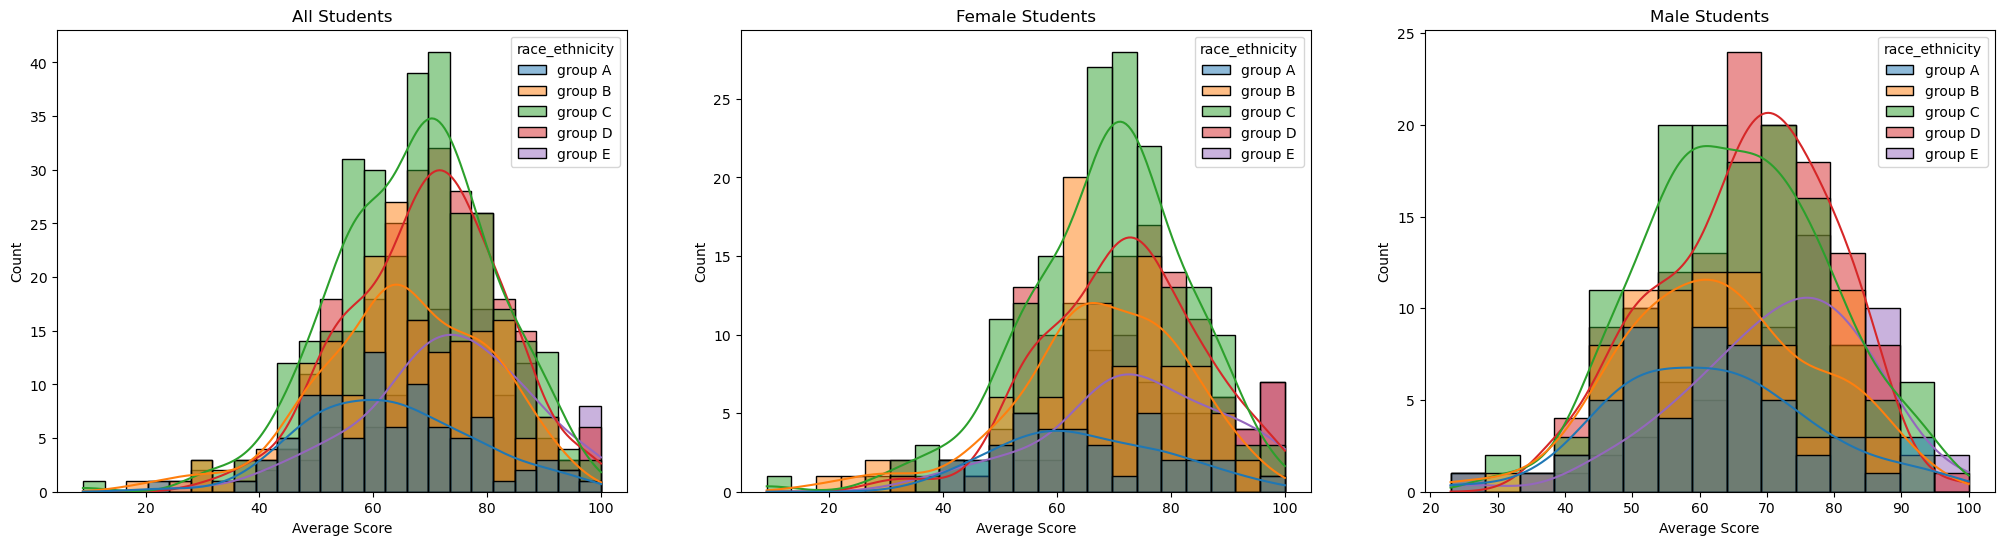 All Students
40
35
30
25
20
15
10
5
0
Count
20 40 60 80 100
Average Score
race_ethnicity
group A
group B
group C
group D
group E
Female Students
25
20
15
10
5
0
Count
20 40 60 80 100
Average Score
race_ethnicity
group A
group B
group C
group D
group E
Male Students
25
20
15
10
5
0
Count
20 30 40 50 60 70 80 90 100
Average Score
race_ethnicity
group A
group B
group C
group D
group E